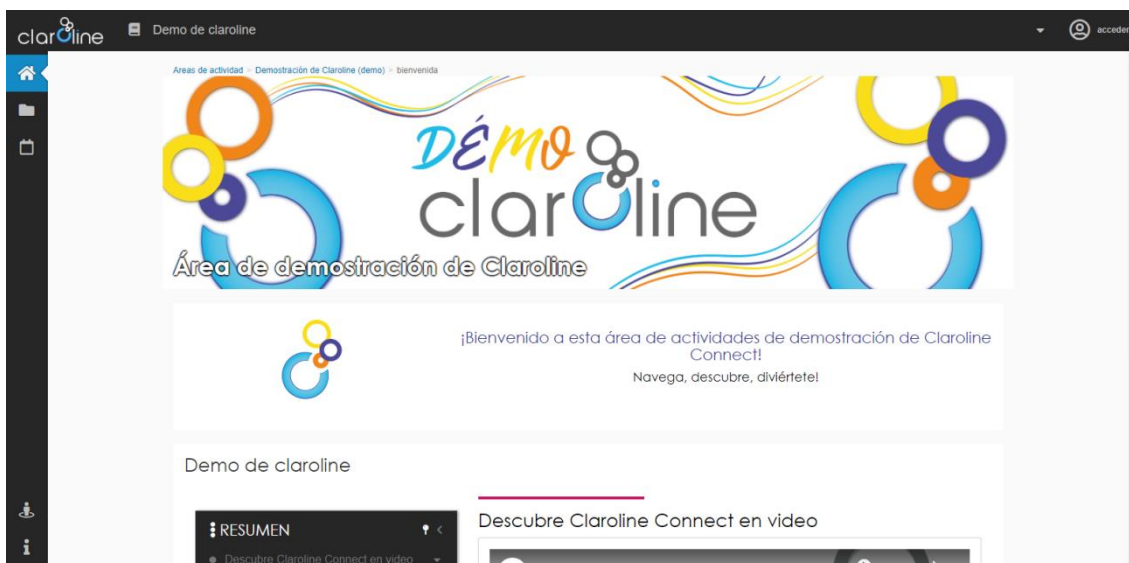 claroline
Demo de claroline
acceder
Areas de actividad > Demostración de Claroline (demo) > bienvenida
DÉMO
claroline
Área de demostración de Claroline
¡Bienvenido a esta área de actividades de demostración de Claroline
Connect!
Navega, descubre, diviértete!
Demo de claroline
RESUMEN
Descubre Claroline Connect en video
Descubre Claroline Connect en video